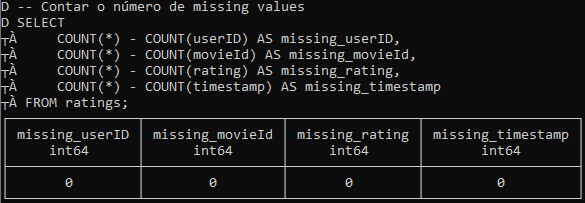 D -- Contar o número de missing values
D SELECT
┬À     COUNT(*) - COUNT(userID) AS missing_userID,
┬À     COUNT(*) - COUNT(movieId) AS missing_movieId,
┬À     COUNT(*) - COUNT(rating) AS missing_rating,
┬À     COUNT(*) - COUNT(timestamp) AS missing_timestamp
┬À FROM ratings;
missing_userID missing_movieId missing_rating missing_timestamp
int64 int64 int64 int64
0 0 0 0